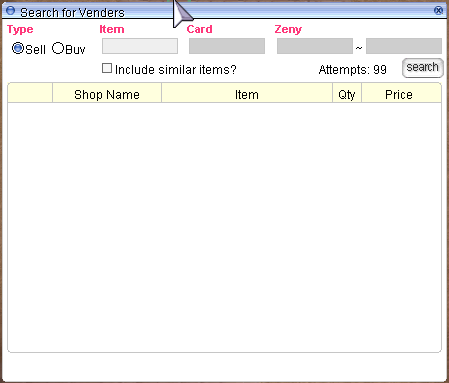 Search for Venders
Type Item Card Zeny
Sell Buy ~
Include similar items? Attempts: 99 search
Shop Name Item Qty Price